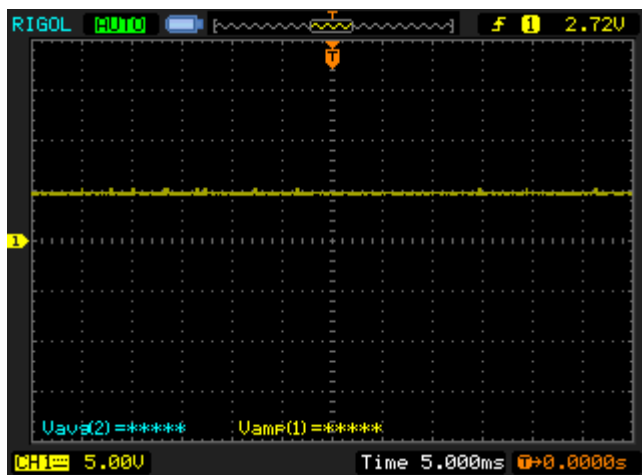 RIGOL AUTO T 1 2.72V
T
1
Vavg(2)=***** Vamp(1)=*****
CH1 5.00V Time 5.000ms T→0.0000s